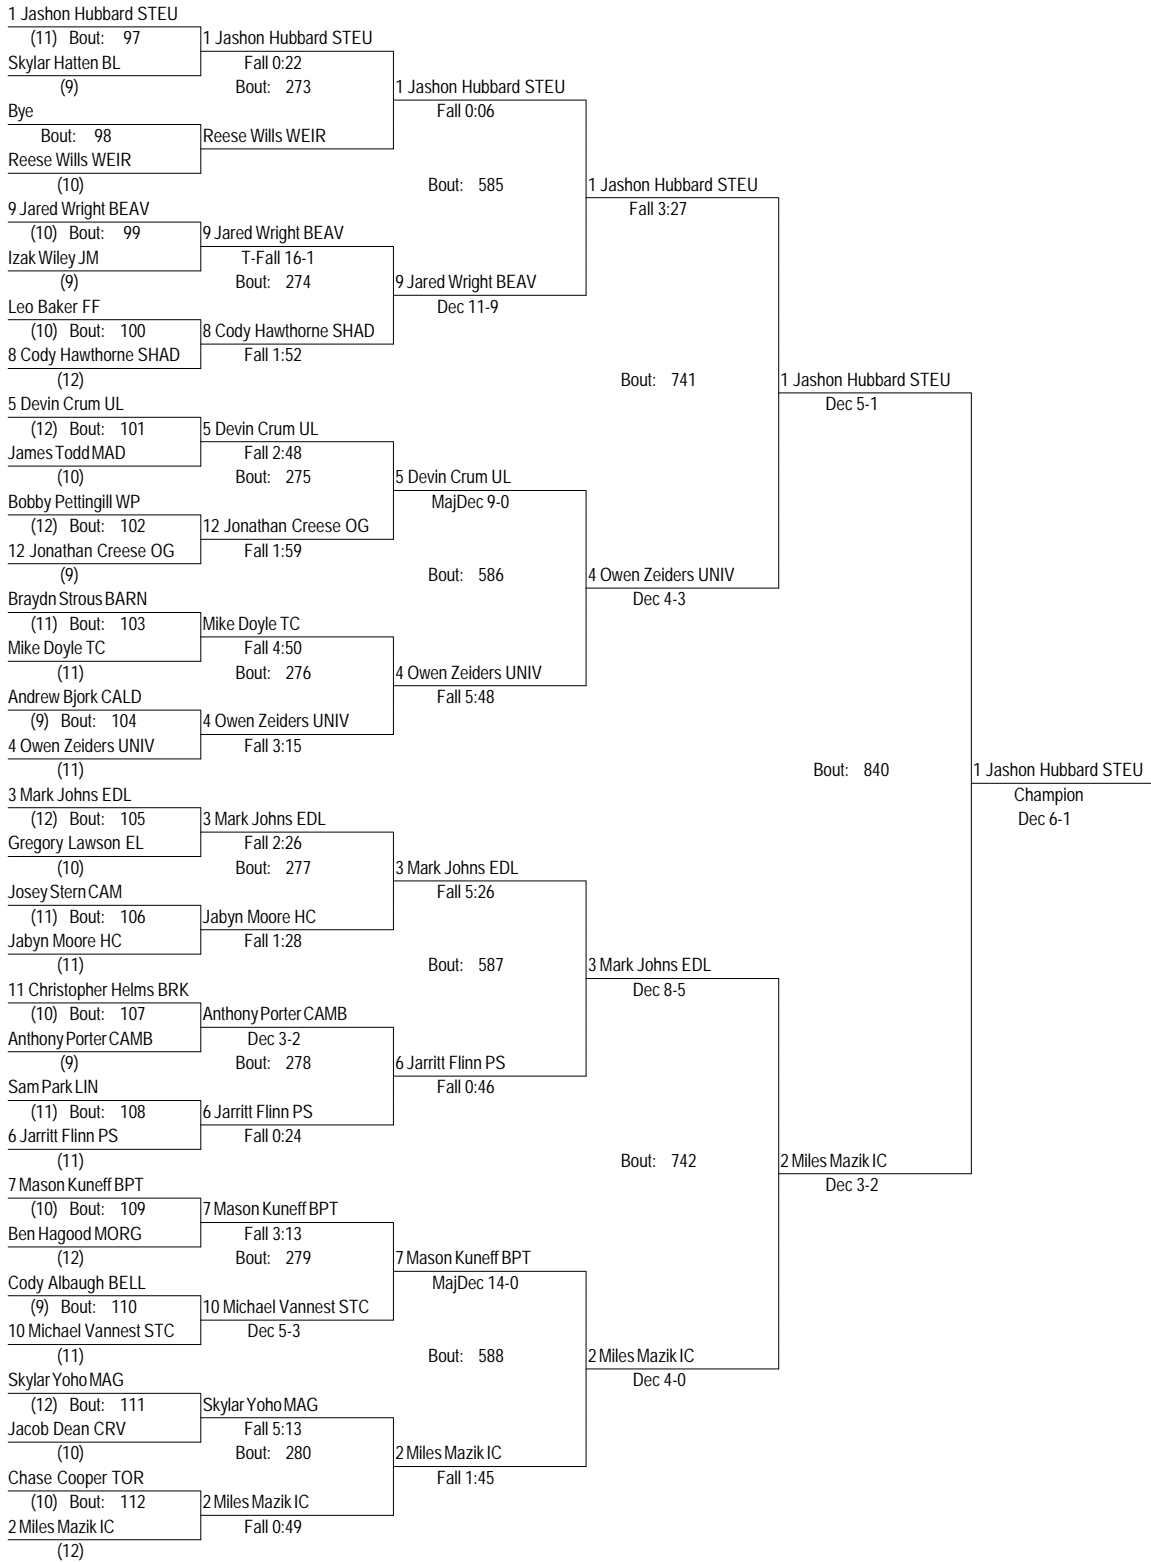 1 Jashon Hubbard STEU
(11) Bout: 97 1 Jashon Hubbard STEU
Skylar Hatten BL Fall 0:22
(9) Bout: 273 1 Jashon Hubbard STEU
Bye Fall 0:06
Bout: 98 Reese Wills WEIR
Reese Wills WEIR
(10) Bout: 585 1 Jashon Hubbard STEU
9 Jared Wright BEAV Fall 3:27
(10) Bout: 99 9 Jared Wright BEAV
Izak Wiley JM T-Fall 16-1
(9) Bout: 274 9 Jared Wright BEAV
Leo Baker FF Dec 11-9
(10) Bout: 100 8 Cody Hawthorne SHAD
8 Cody Hawthorne SHAD Fall 1:52
(12) Bout: 741 1 Jashon Hubbard STEU
5 Devin Crum UL Dec 5-1
(12) Bout: 101 5 Devin Crum UL
James Todd MAD Fall 2:48
(10) Bout: 275 5 Devin Crum UL
Bobby Pettingill WP MajDec 9-0
(12) Bout: 102 12 Jonathan Creese OG
12 Jonathan Creese OG Fall 1:59
(9) Bout: 586 4 Owen Zeiders UNIV
Braydn Strous BARN Dec 4-3
(11) Bout: 103 Mike Doyle TC
Mike Doyle TC Fall 4:50
(11) Bout: 276 4 Owen Zeiders UNIV
Andrew Bjork CALD Fall 5:48
(9) Bout: 104 4 Owen Zeiders UNIV
4 Owen Zeiders UNIV Fall 3:15
(11) Bout: 840 1 Jashon Hubbard STEU
3 Mark Johns EDL Champion
(12) Bout: 105 3 Mark Johns EDL Dec 6-1
Gregory Lawson EL Fall 2:26
(10) Bout: 277 3 Mark Johns EDL
Josey Stern CAM Fall 5:26
(11) Bout: 106 Jabyn Moore HC
Jabyn Moore HC Fall 1:28
(11) Bout: 587 3 Mark Johns EDL
11 Christopher Helms BRK Dec 8-5
(10) Bout: 107 Anthony Porter CAMB
Anthony Porter CAMB Dec 3-2
(9) Bout: 278 6 Jarritt Flinn PS
Sam Park LIN Fall 0:46
(11) Bout: 108 6 Jarritt Flinn PS
6 Jarritt Flinn PS Fall 0:24
(11) Bout: 742 2 Miles Mazik IC
7 Mason Kuneff BPT Dec 3-2
(10) Bout: 109 7 Mason Kuneff BPT
Ben Hagood MORG Fall 3:13
(12) Bout: 279 7 Mason Kuneff BPT
Cody Albaugh BELL MajDec 14-0
(9) Bout: 110 10 Michael Vannest STC
10 Michael Vannest STC Dec 5-3
(11) Bout: 588 2 Miles Mazik IC
Skylar Yoho MAG Dec 4-0
(12) Bout: 111 Skylar Yoho MAG
Jacob Dean CRV Fall 5:13
(10) Bout: 280 2 Miles Mazik IC
Chase Cooper TOR Fall 1:45
(10) Bout: 112 2 Miles Mazik IC
2 Miles Mazik IC Fall 0:49
(12)